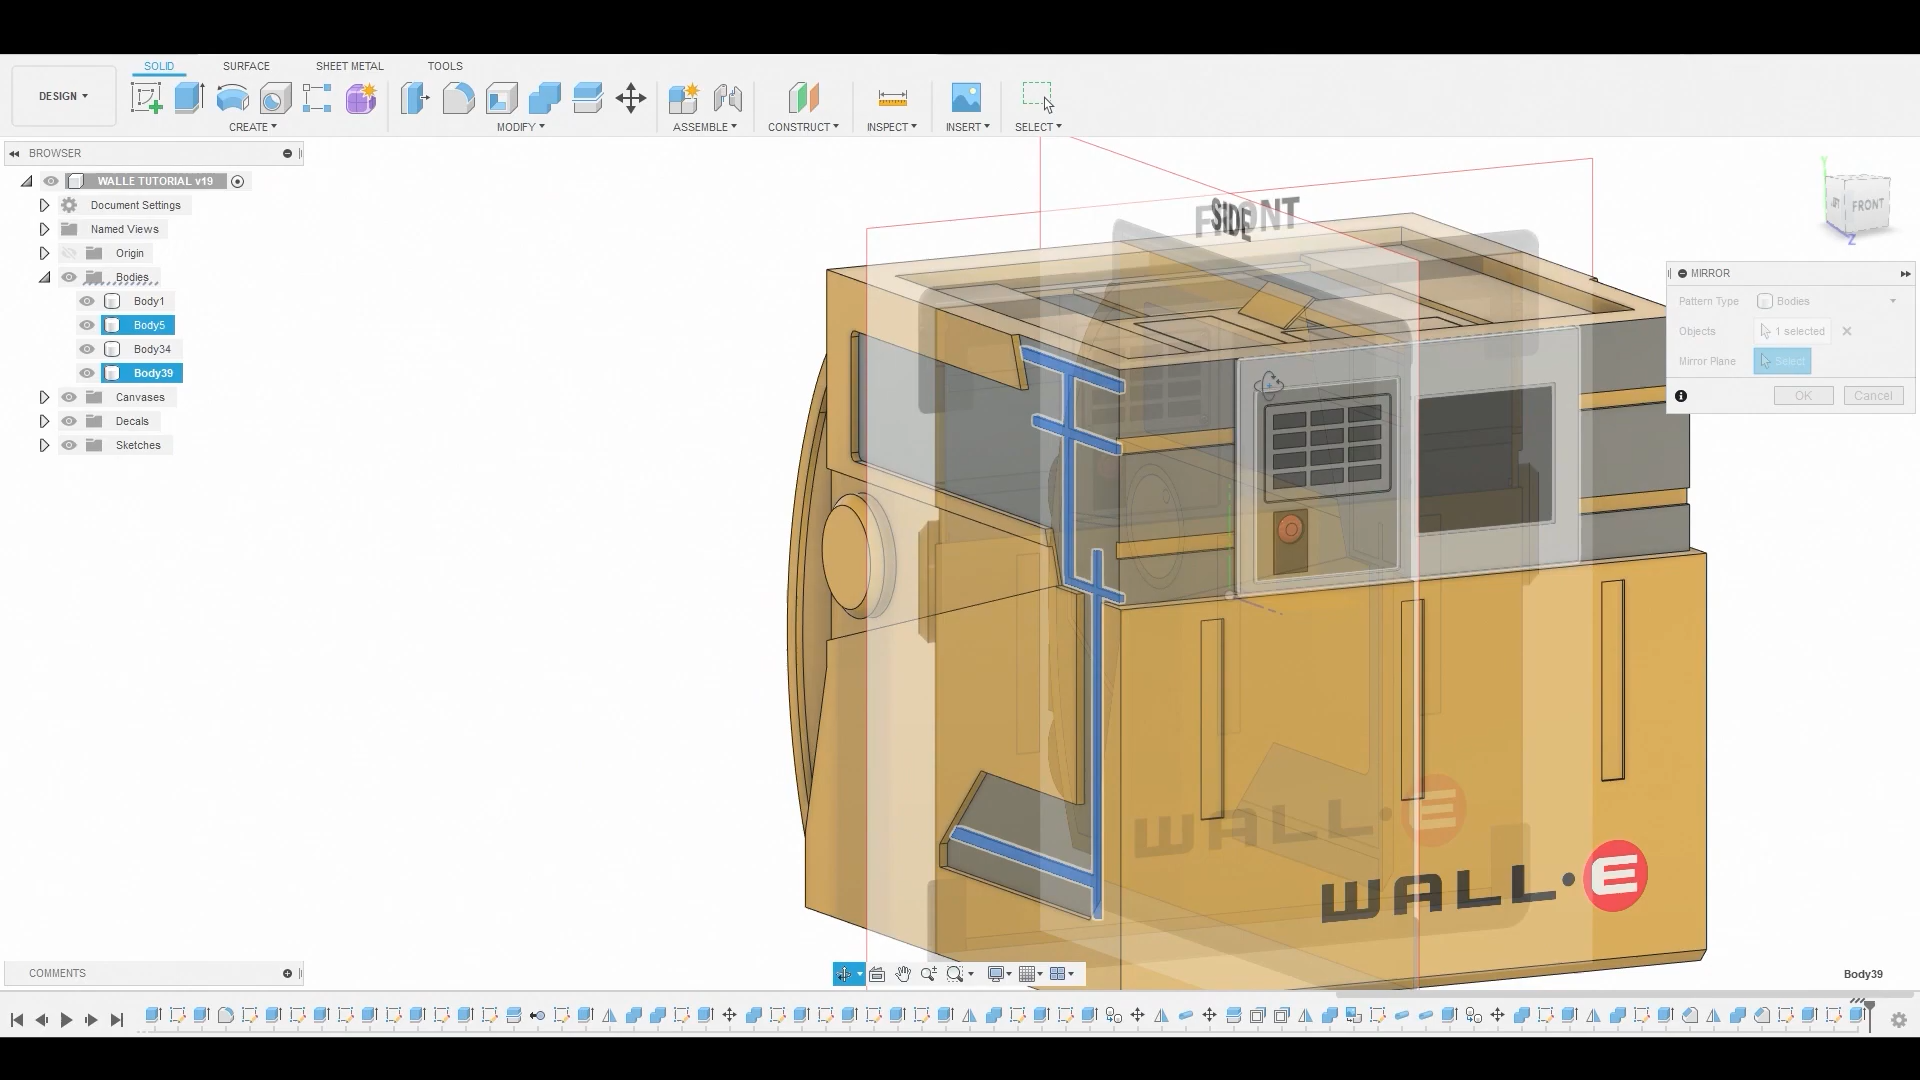 SOLID SURFACE SHEET METAL TOOLS
DESIGN
CREATE MODIFY ASSEMBLE CONSTRUCT INSPECT INSERT SELECT
BROWSER
WALLE TUTORIAL v19
Document Settings
Named Views
Origin
Bodies
Body1
Body5
Body34
Body39
Canvases
Decals
Sketches
FRONT
SIDE
FRONT
Y
Z
MIRROR
Pattern Type Bodies
Objects 1 selected
Mirror Plane Select
OK Cancel
WALL·E
WALL·E
COMMENTS
Body39